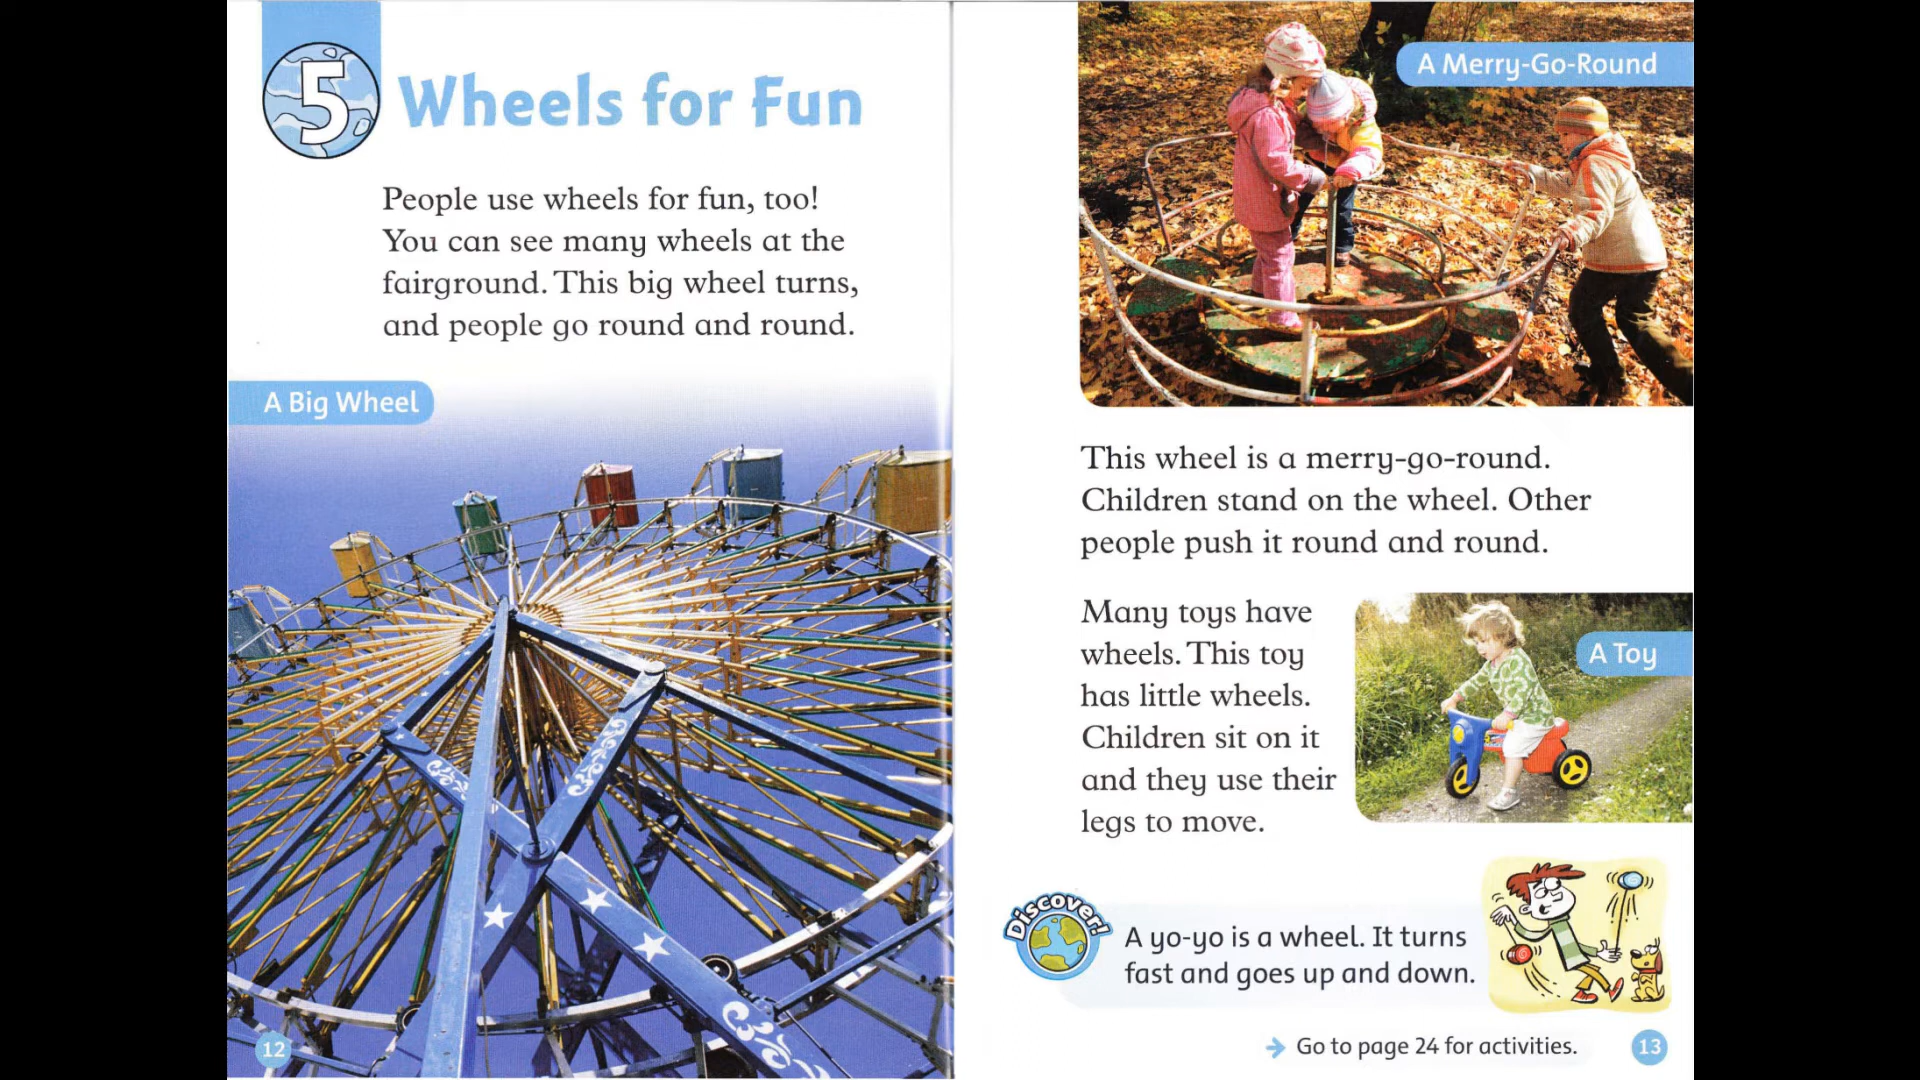 5
Wheels for Fun
People use wheels for fun, too!
You can see many wheels at the
fairground. This big wheel turns,
and people go round and round.
A Big Wheel
12
A Merry-Go-Round
This wheel is a merry-go-round.
Children stand on the wheel. Other
people push it round and round.
Many toys have
wheels. This toy
has little wheels.
Children sit on it
and they use their
legs to move.
A Toy
Discover!
A yo-yo is a wheel. It turns
fast and goes up and down.
→ Go to page 24 for activities.
13